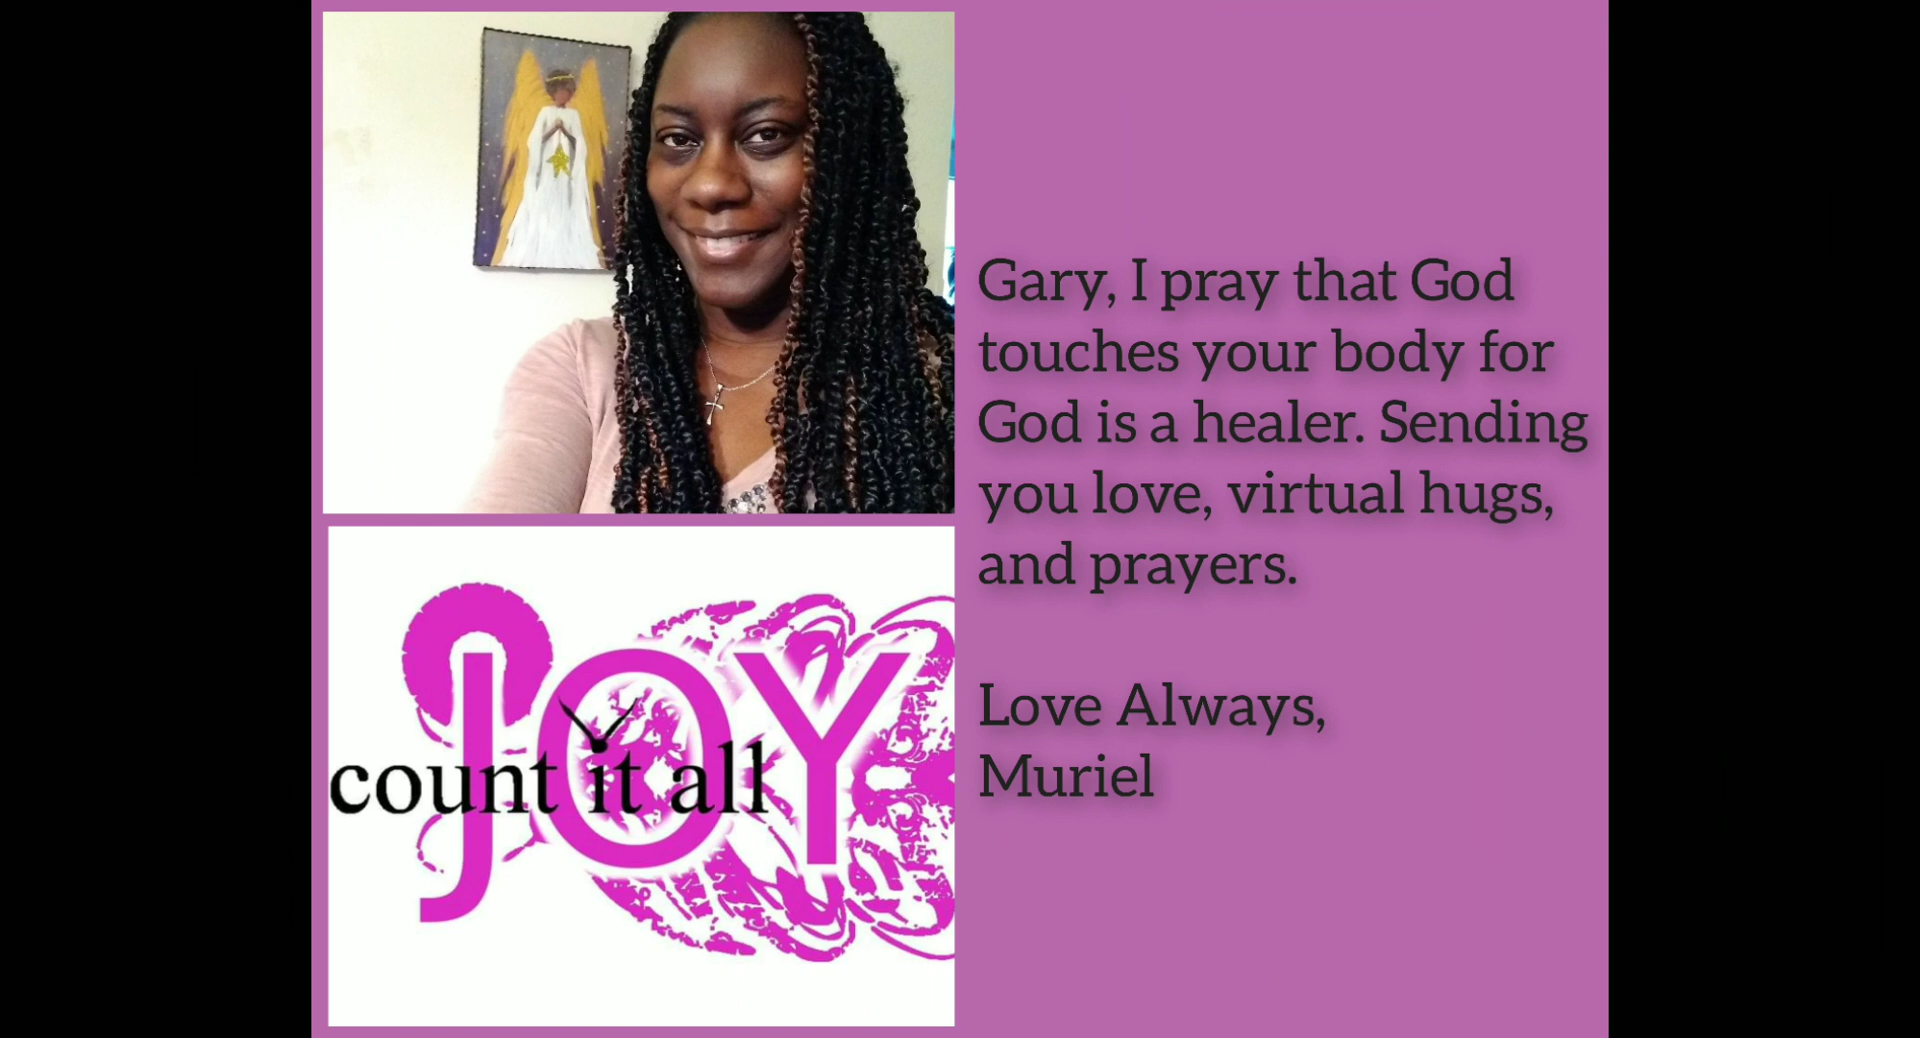 Gary, I pray that God
touches your body for
God is a healer. Sending
you love, virtual hugs,
and prayers.
Love Always,
Muriel
JOY
count it all